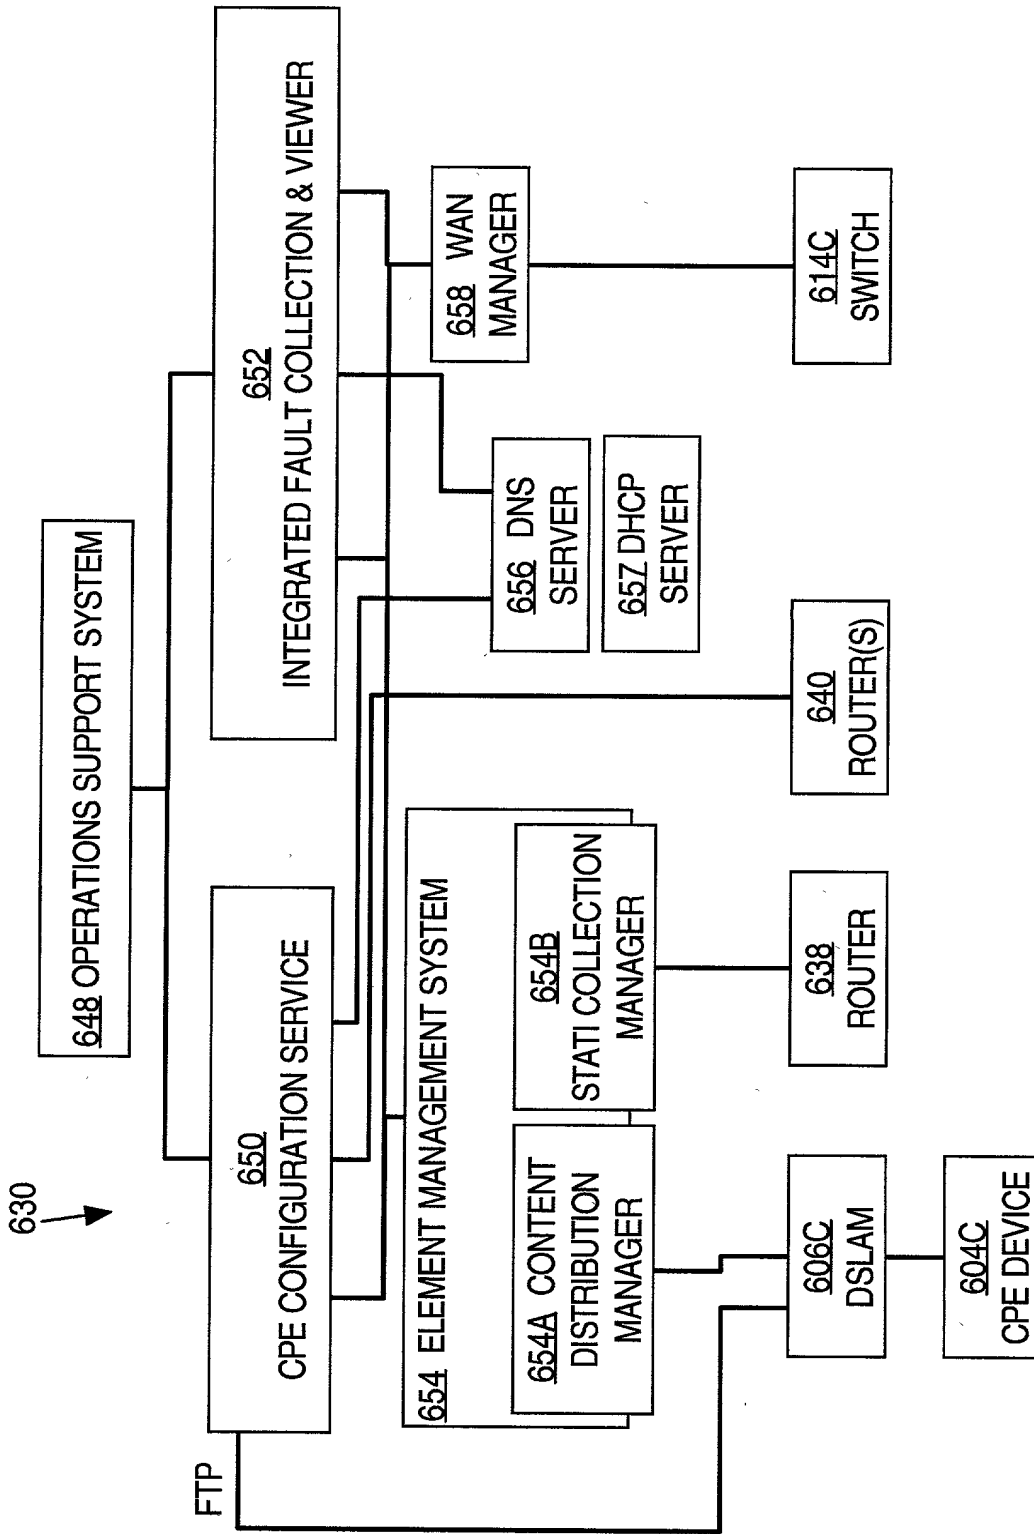 630
648 OPERATIONS SUPPORT SYSTEM
FTP
650
CPE CONFIGURATION SERVICE
652
INTEGRATED FAULT COLLECTION & VIEWER
654 ELEMENT MANAGEMENT SYSTEM
654A CONTENT
DISTRIBUTION
MANAGER
654B
STATI COLLECTION
MANAGER
656 DNS
SERVER
657 DHCP
SERVER
658 WAN
MANAGER
606C
DSLAM
638
ROUTER
640
ROUTER(S)
614C
SWITCH
604C
CPE DEVICE